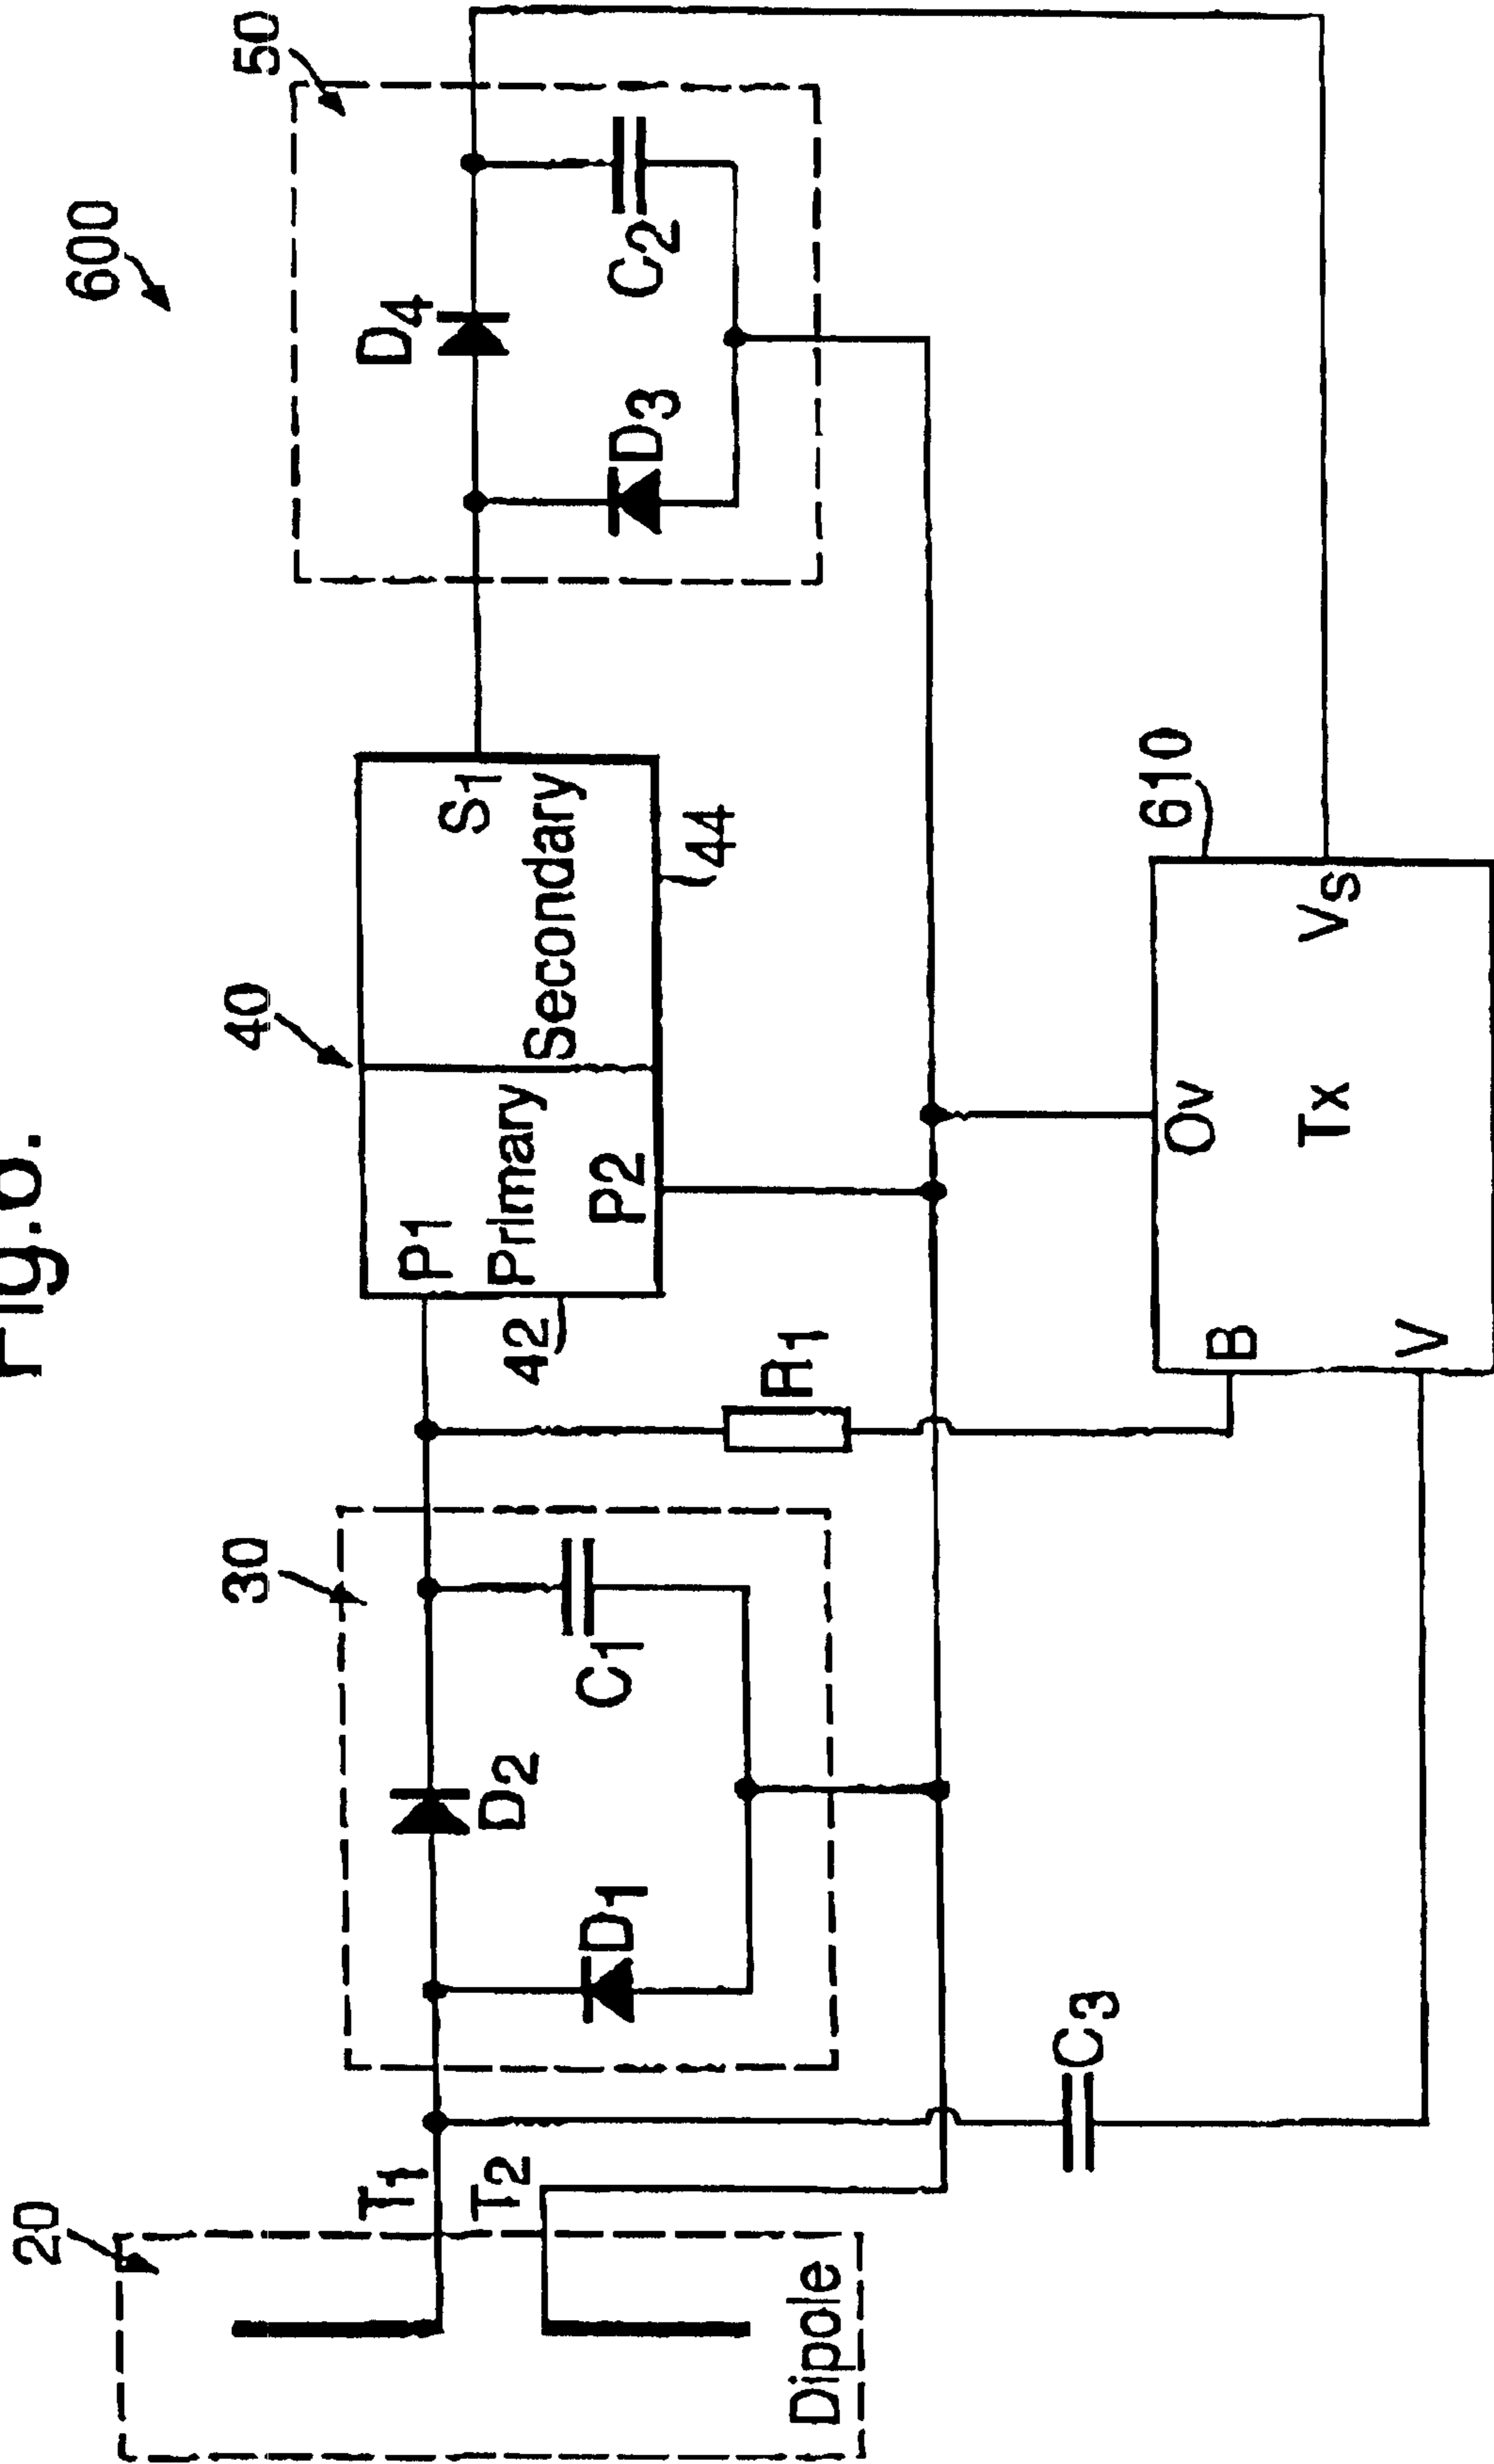 Fig.6.
600
20
30
40
50
T1
T2
Dipole
D2
D1
C1
P1
Primary
P2
42
S1
Secondary
44
D4
D3
C2
R1
C3
610
B
V
Ov
Tx
Vs